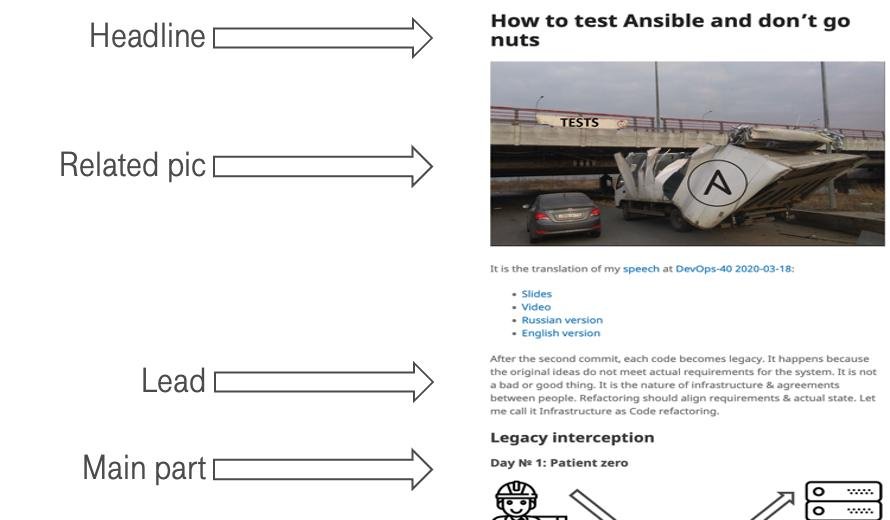 Headline
How to test Ansible and don’t go
nuts
TESTS
Related pic
It is the translation of my speech at DevOps-40 2020-03-18:
• Slides
• Video
• Russian version
• English version
Lead
After the second commit, each code becomes legacy. It happens because
the original ideas do not meet actual requirements for the system. It is not
a bad or good thing. It is the nature of infrastructure & agreements
between people. Refactoring should align requirements & actual state. Let
me call it Infrastructure as Code refactoring.
Legacy interception
Main part
Day № 1: Patient zero